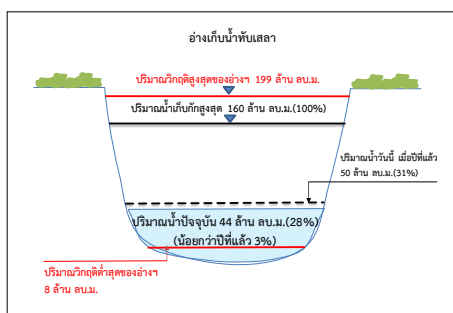 อ่างเก็บน้ำทับเสลา
ปริมาณวิกฤติสูงสุดของอ่างฯ 199 ล้าน ลบ.ม.
ปริมาณน้ำเก็บกักสูงสุด 160 ล้าน ลบ.ม.(100%)
ปริมาณน้ำวันนี้ เมื่อปีที่แล้ว
50 ล้าน ลบ.ม.(31%)
ปริมาณน้ำปัจจุบัน 44 ล้าน ลบ.ม.(28%)
(น้อยกว่าปีที่แล้ว 3%)
ปริมาณวิกฤติต่ำสุดของอ่างฯ
8 ล้าน ลบ.ม.